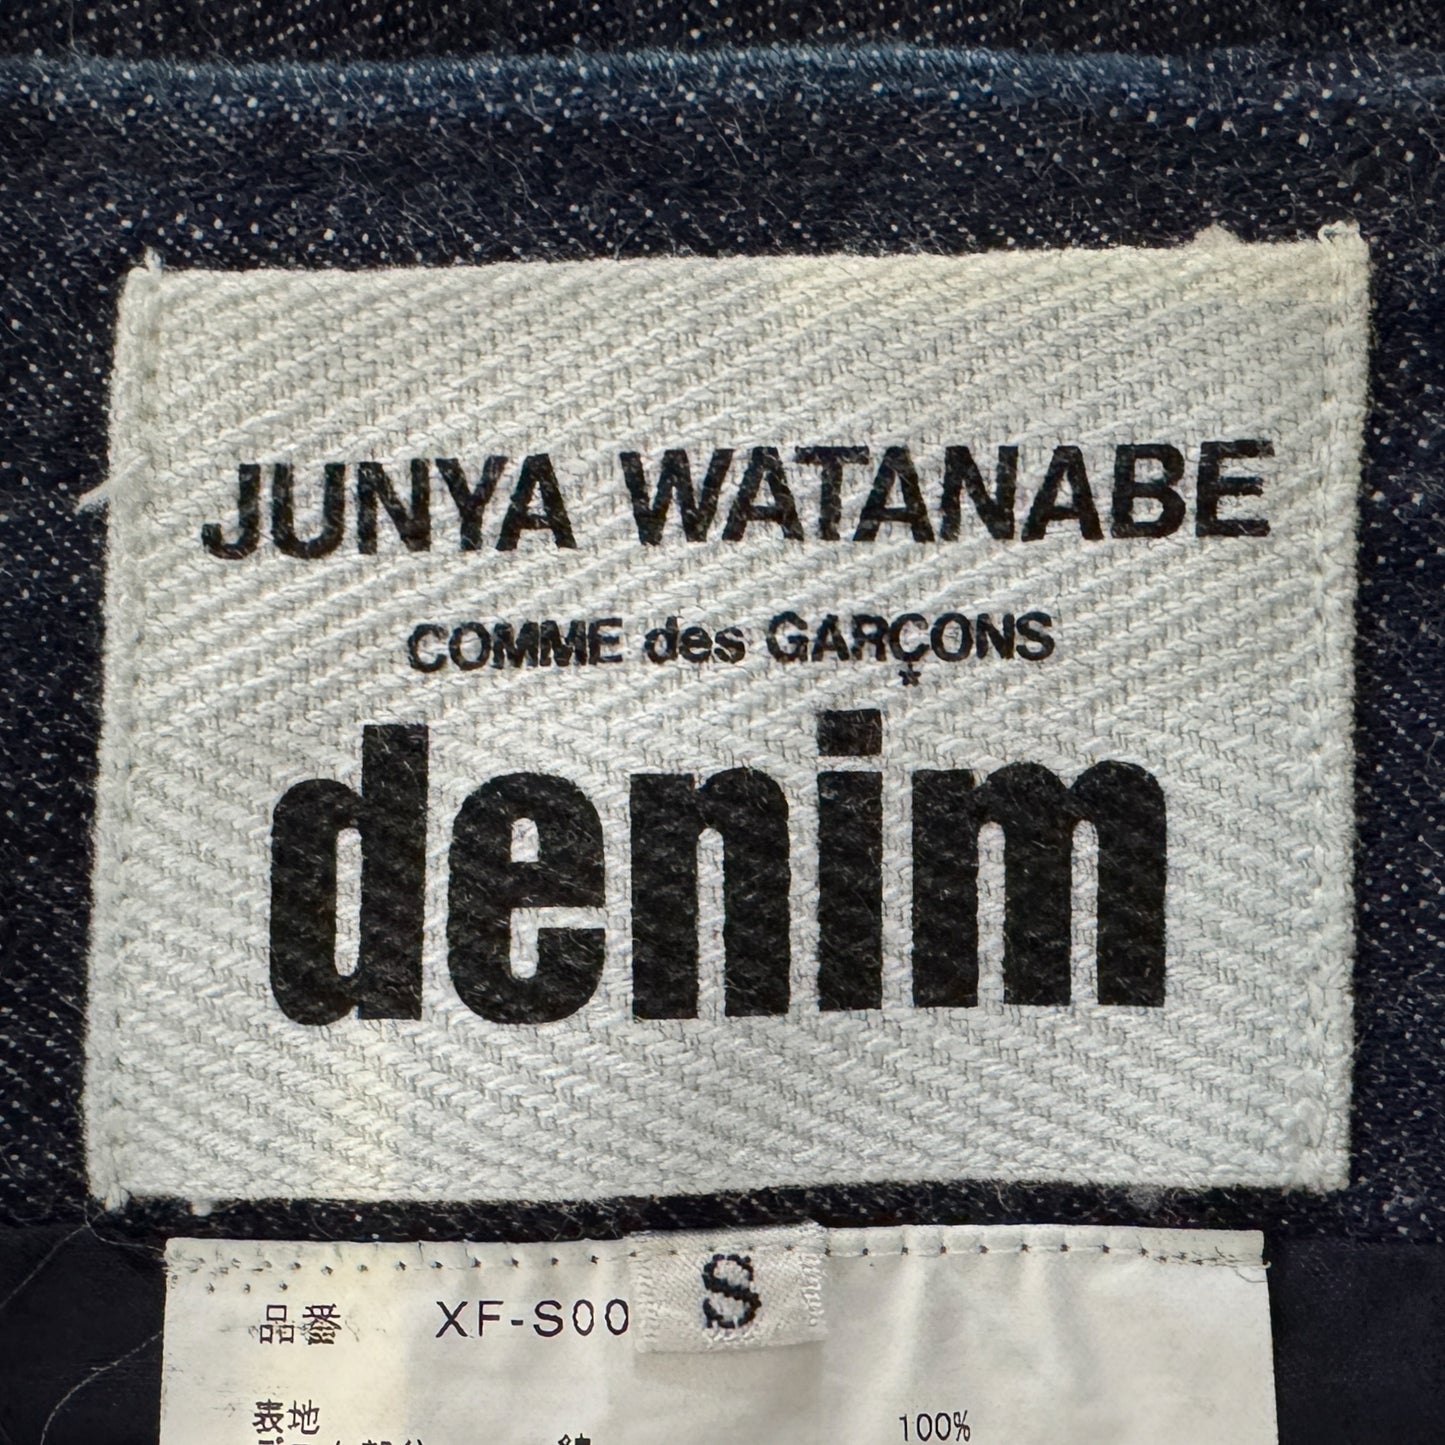 JUNYA WATANABE
COMME des GARÇONS
denim
S
品番 XF-S00
表地 100%